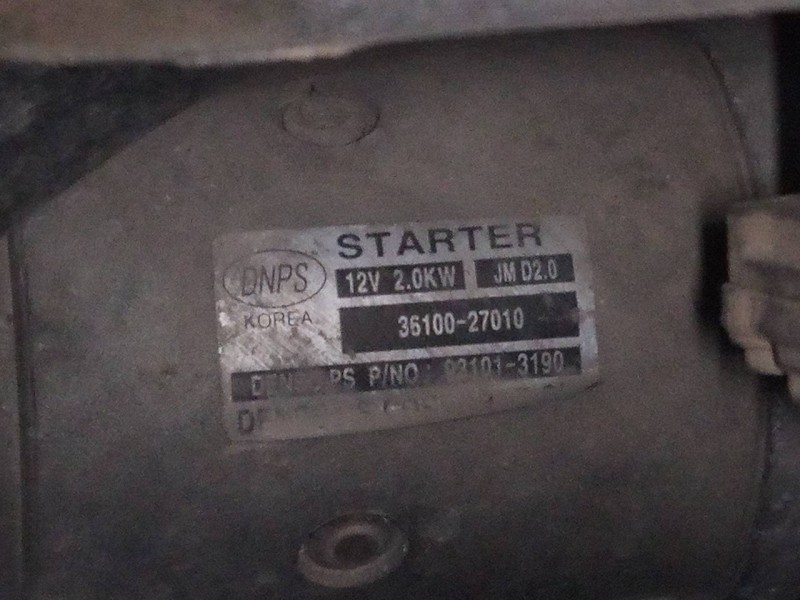 STARTER
DNPS 12V 2.0KW JM D2.0
KOREA 36100-27010
P/NO.: -3190